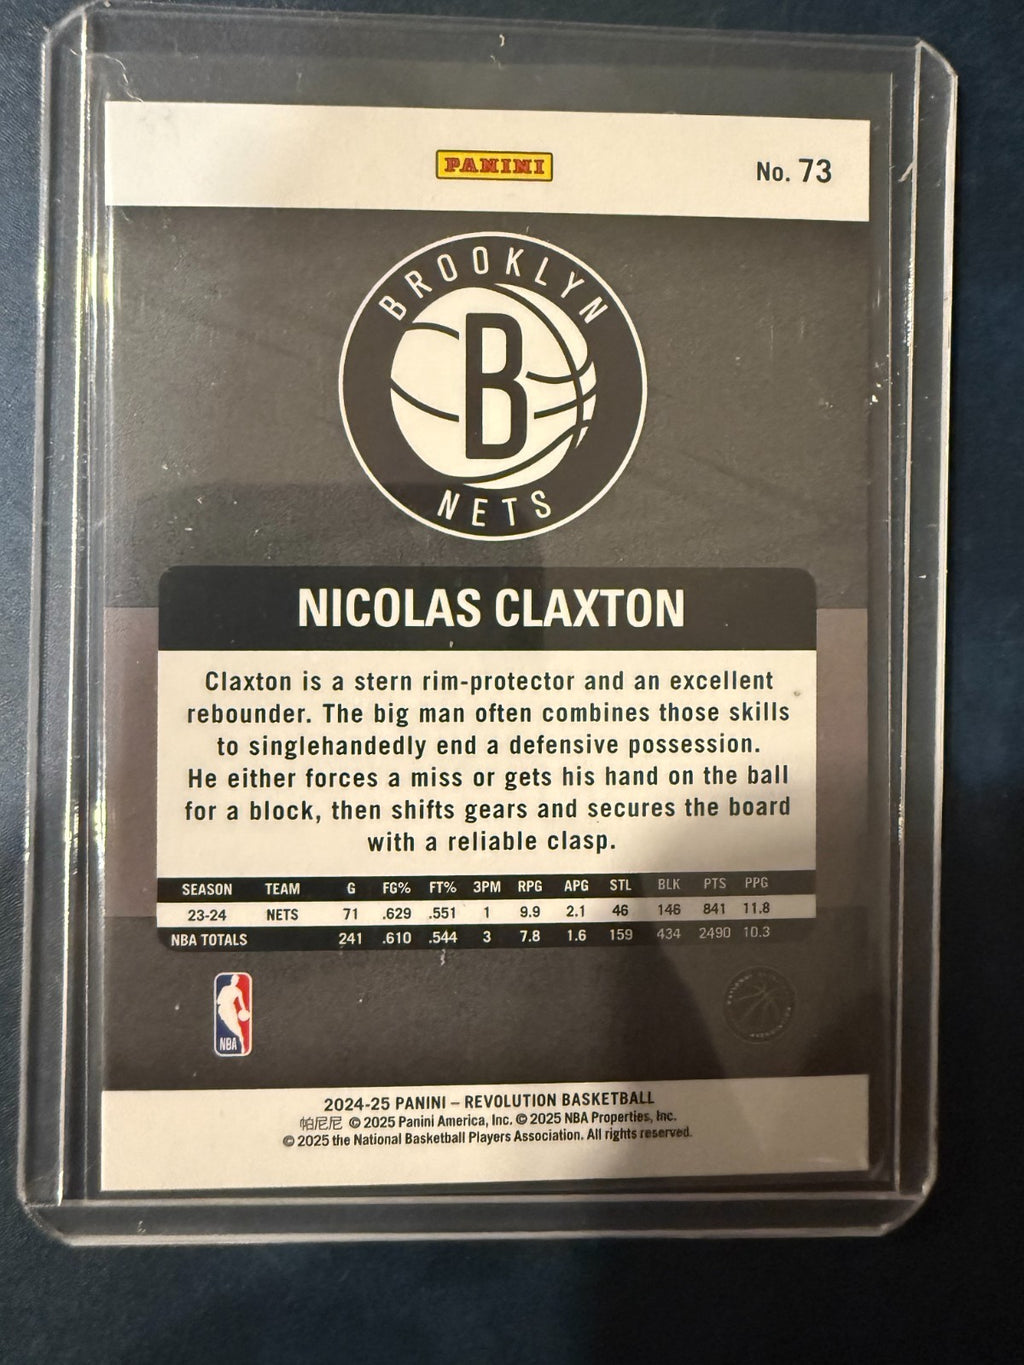 PANINI
No. 73
BROOKLYN
B
NETS
NICOLAS CLAXTON
Claxton is a stern rim-protector and an excellent
rebounder. The big man often combines those skills
to singlehandedly end a defensive possession.
He either forces a miss or gets his hand on the ball
for a block, then shifts gears and secures the board
with a reliable clasp.
SEASON TEAM G FG% FT% 3PM RPG APG STL BLK PTS PPG
23-24 NETS 71 .629 .551 1 9.9 2.1 46 146 841 11.8
NBA TOTALS 241 .610 .544 3 7.8 1.6 159 434 2490 10.3
NBA
2024-25 PANINI – REVOLUTION BASKETBALL
帕尼尼 © 2025 Panini America, Inc. © 2025 NBA Properties, Inc.
© 2025 the National Basketball Players Association. All rights reserved.